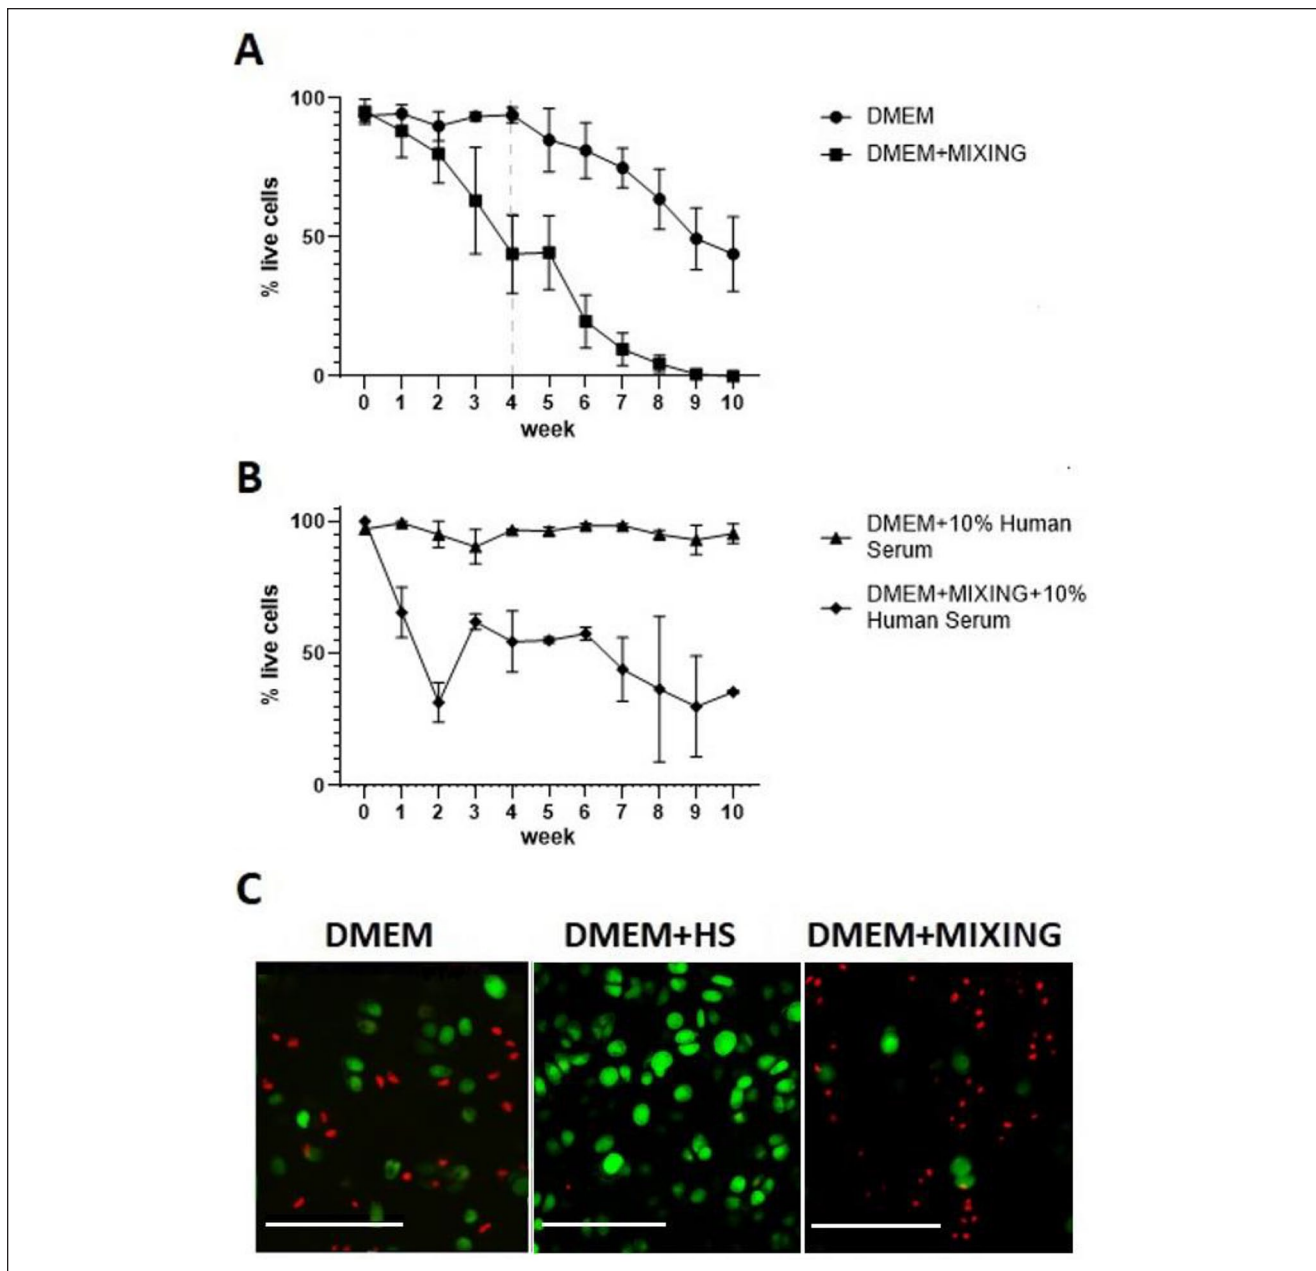 A
100
50
0
% live cells
0 1 2 3 4 5 6 7 8 9 10
week
DMEM
DMEM+MIXING
B
100
50
0
% live cells
0 1 2 3 4 5 6 7 8 9 10
week
DMEM+10% Human
Serum
DMEM+MIXING+10%
Human Serum
C
DMEM
DMEM+HS
DMEM+MIXING